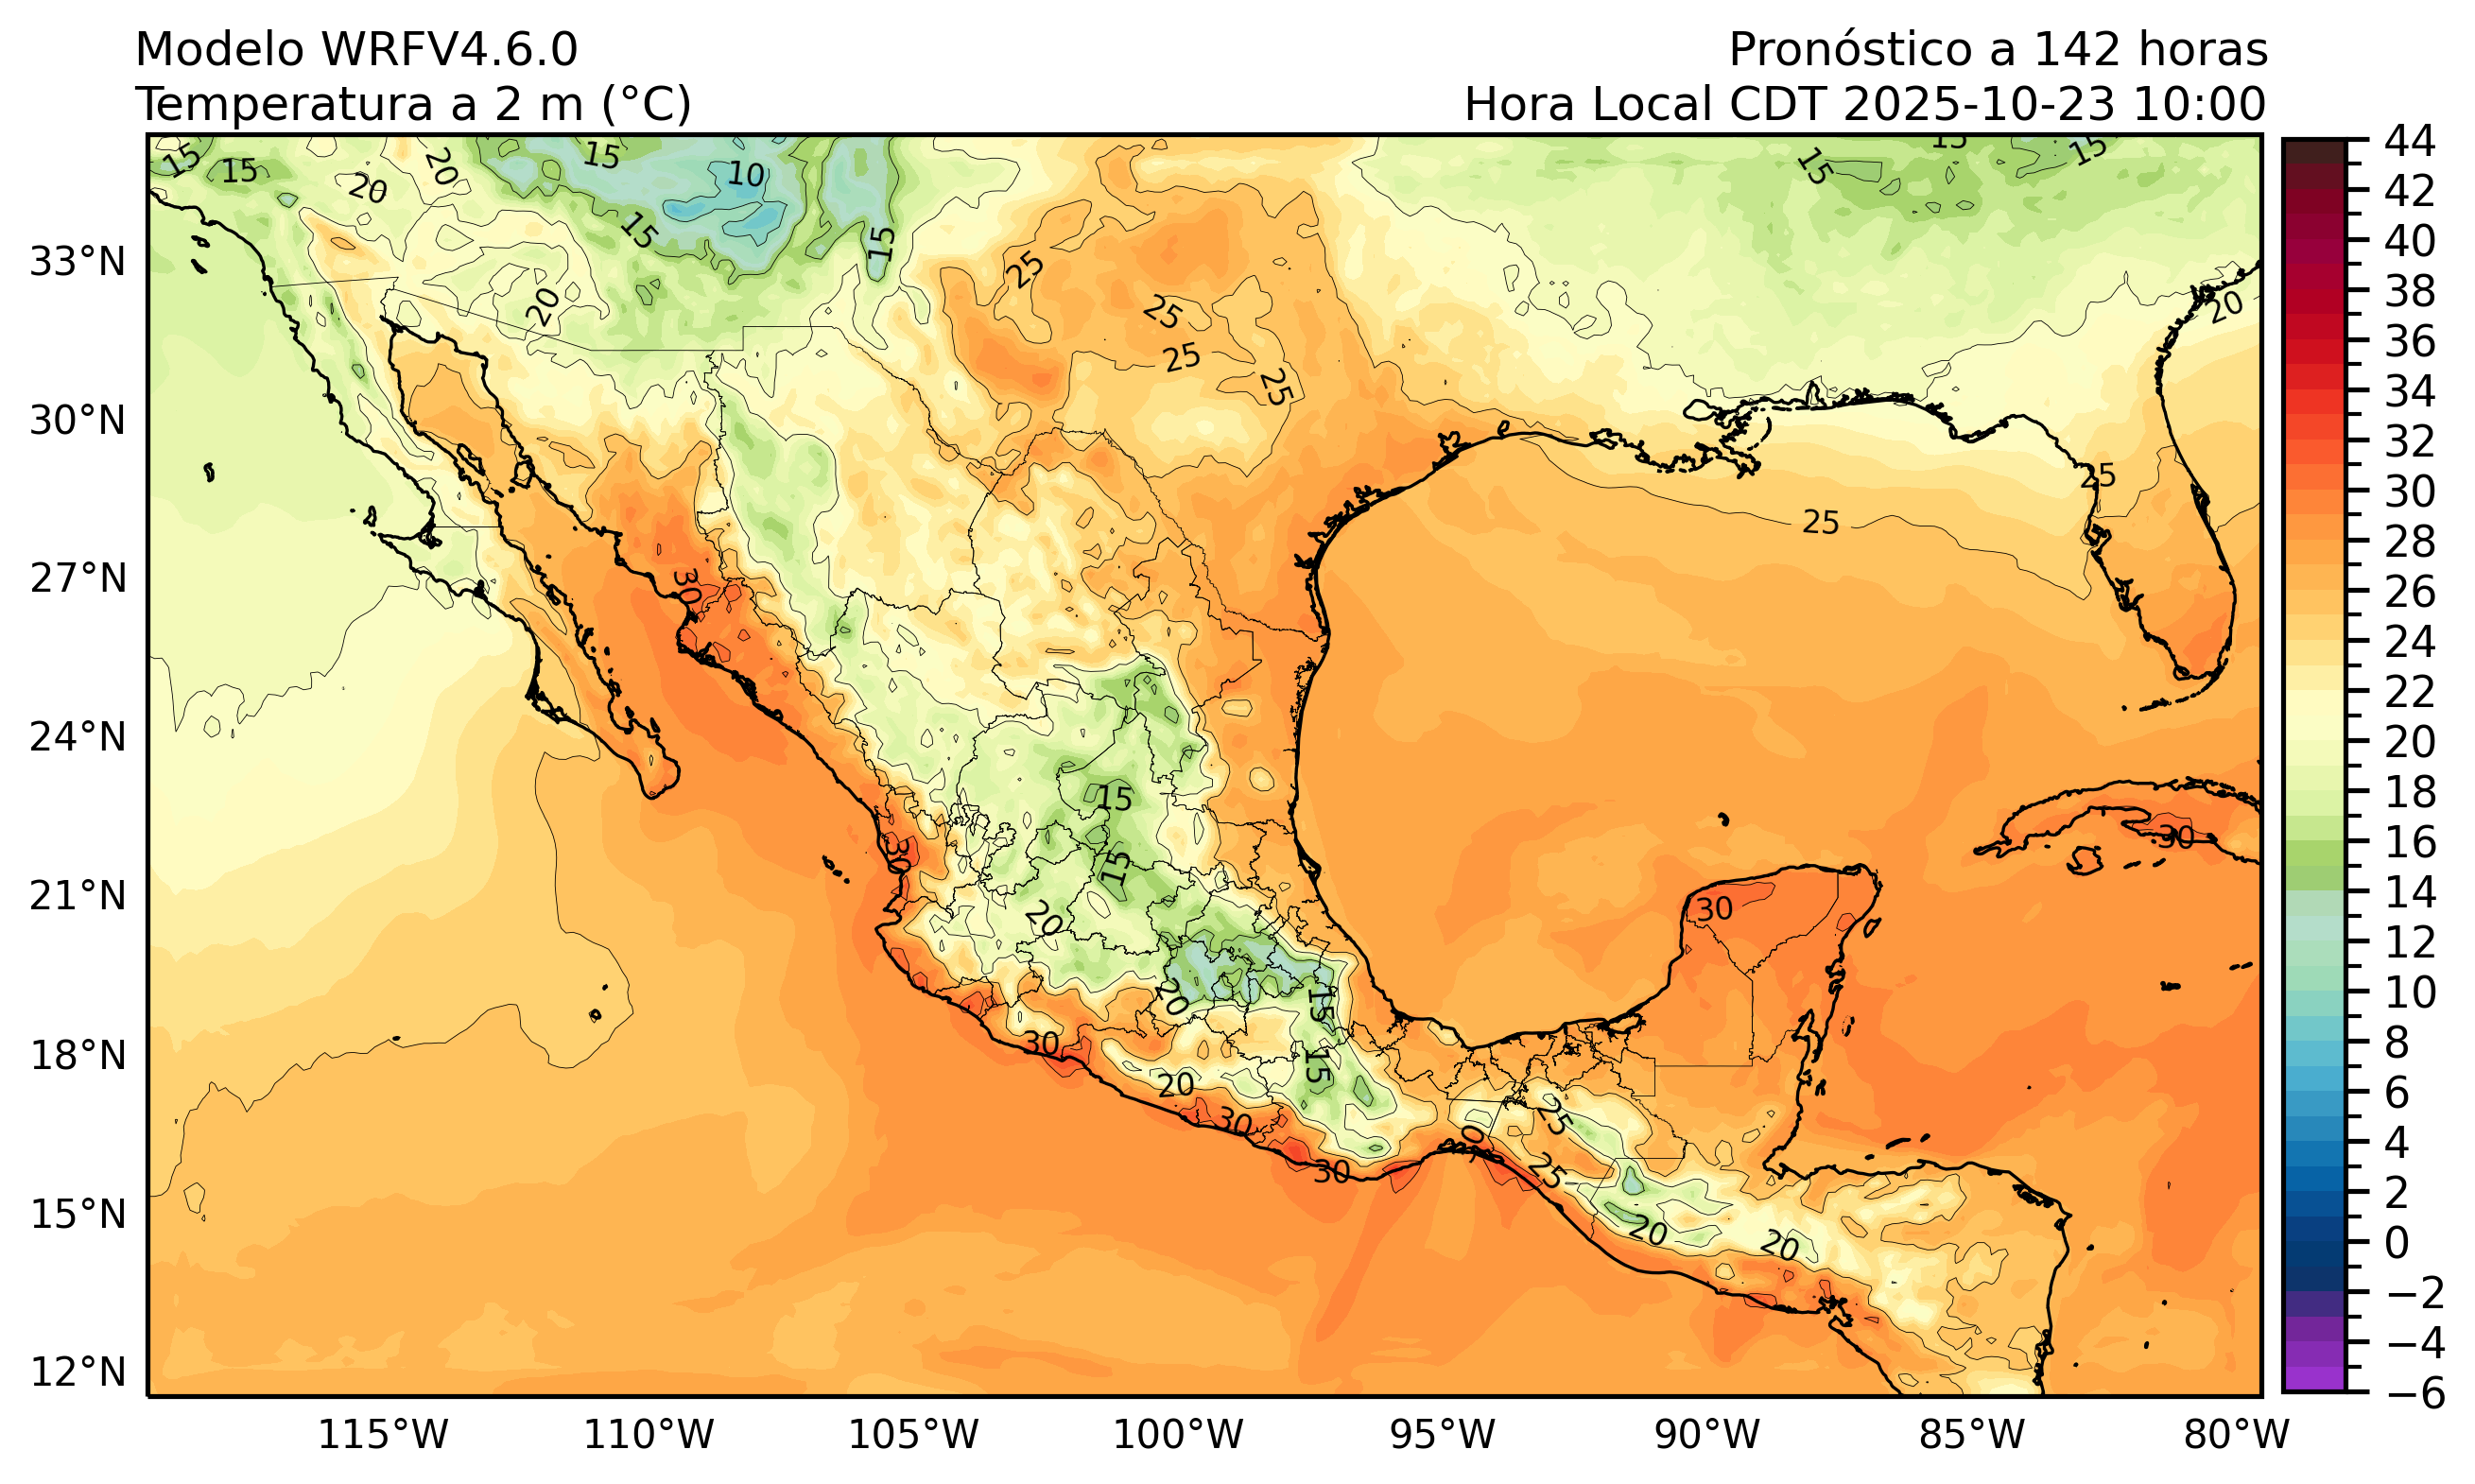 Modelo WRFV4.6.0
Pronóstico a 142 horas
Temperatura a 2 m (°C)
Hora Local CDT 2025-10-23 10:00
15 15 20 20 15 10 15 15 15 15 15
33°N 25 20 20 25 25
30°N 25
27°N 30 25 25
24°N 15
21°N 30 15 20 30 30
18°N 20 15 30 15 20
15°N 30 30 25 30 25 20 20
12°N
115°W 110°W 105°W 100°W 95°W 90°W 85°W 80°W
44
42
40
38
36
34
32
30
28
26
24
22
20
18
16
14
12
10
8
6
4
2
0
−2
−4
−6